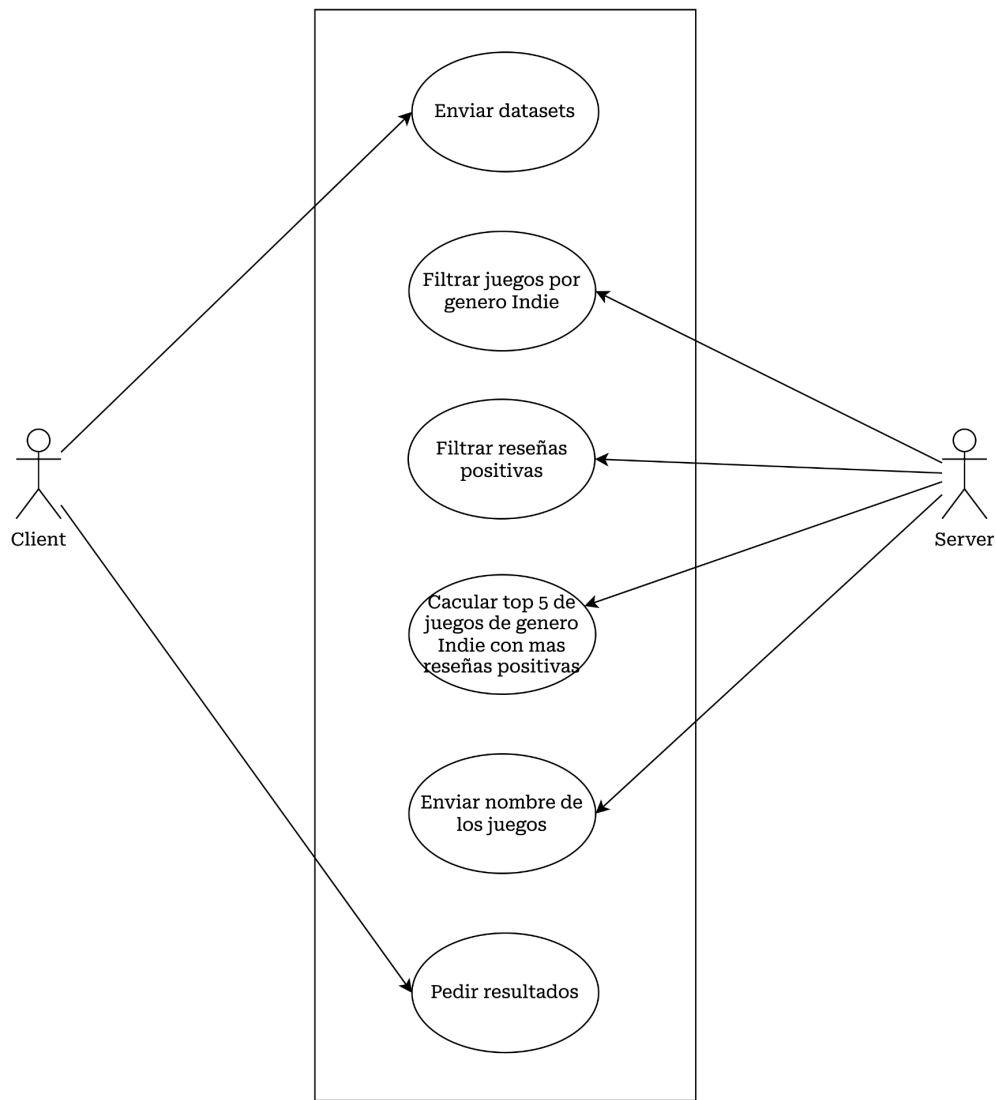 Enviar datasets
Filtrar juegos por
genero Indie
Filtrar reseñas
positivas
Client
Server
Cacular top 5 de
juegos de genero
Indie con mas
reseñas positivas
Enviar nombre de
los juegos
Pedir resultados